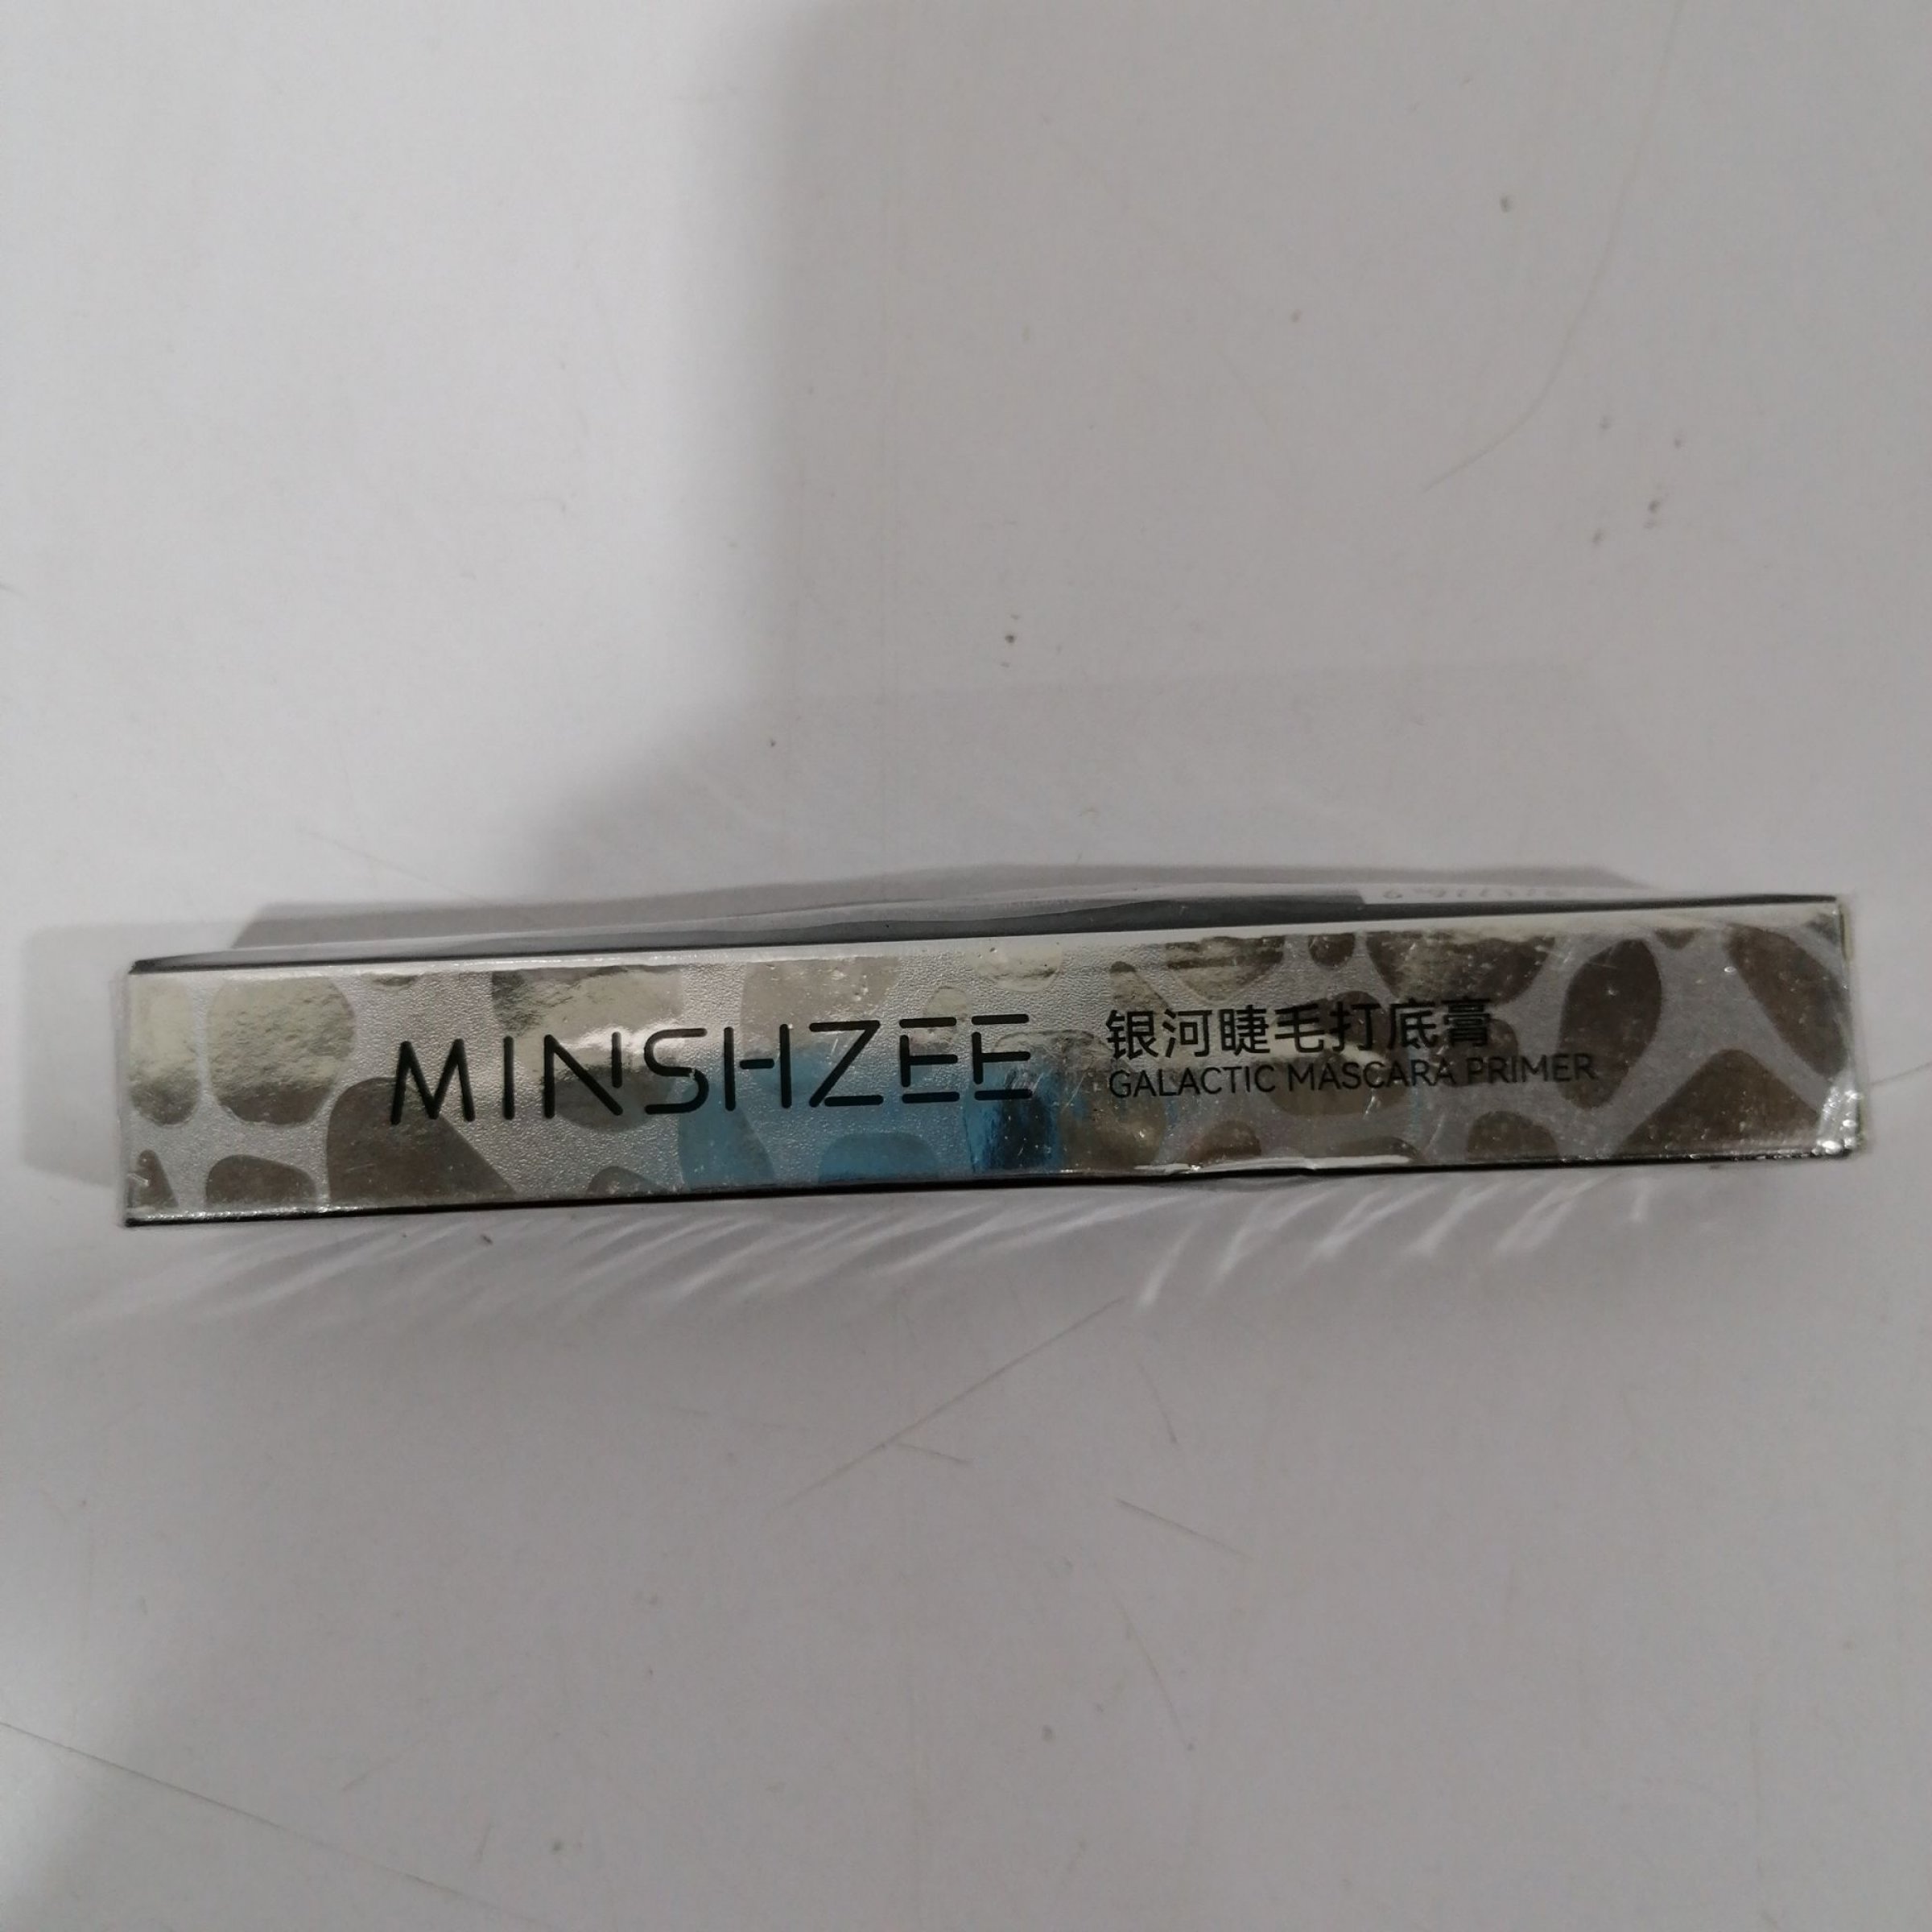 MINSHZEE
银河睫毛打底膏
GALACTIC MASCARA PRIMER